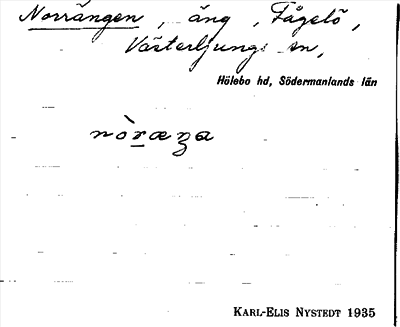 Norrängen, äng, Fågelö,
Västerljungs sn,
Hölebo hd, Södermanlands län
nòræŋa
KARL-ELIS NYSTEDT 1935